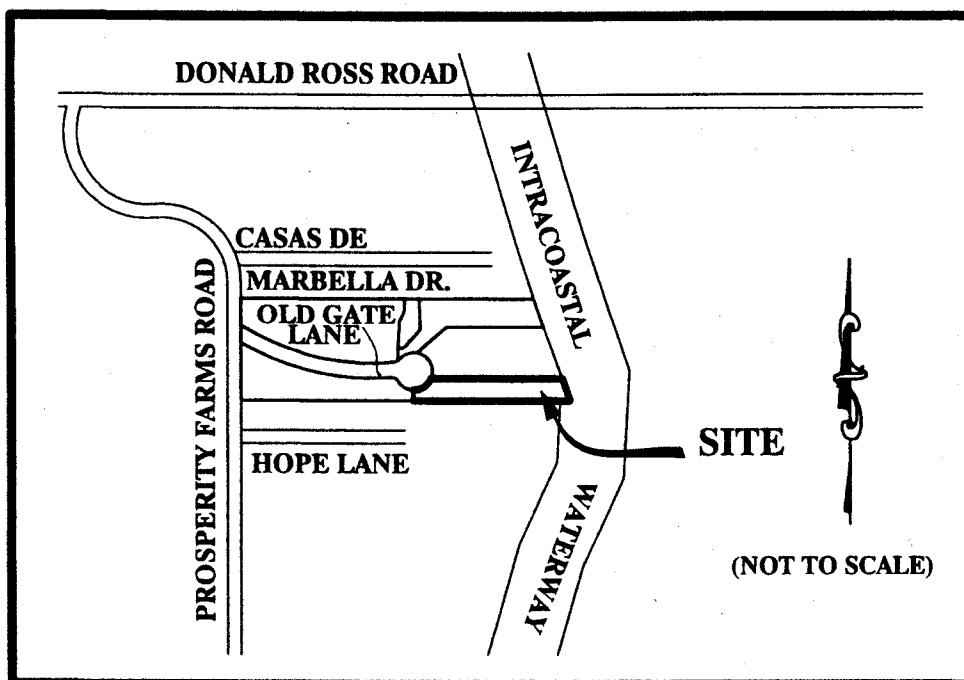 DONALD ROSS ROAD
INTRACOASTAL
CASAS DE
MARBELLA DR.
OLD GATE
LANE
PROSPERITY FARMS ROAD
SITE
HOPE LANE
WATERWAY
(NOT TO SCALE)